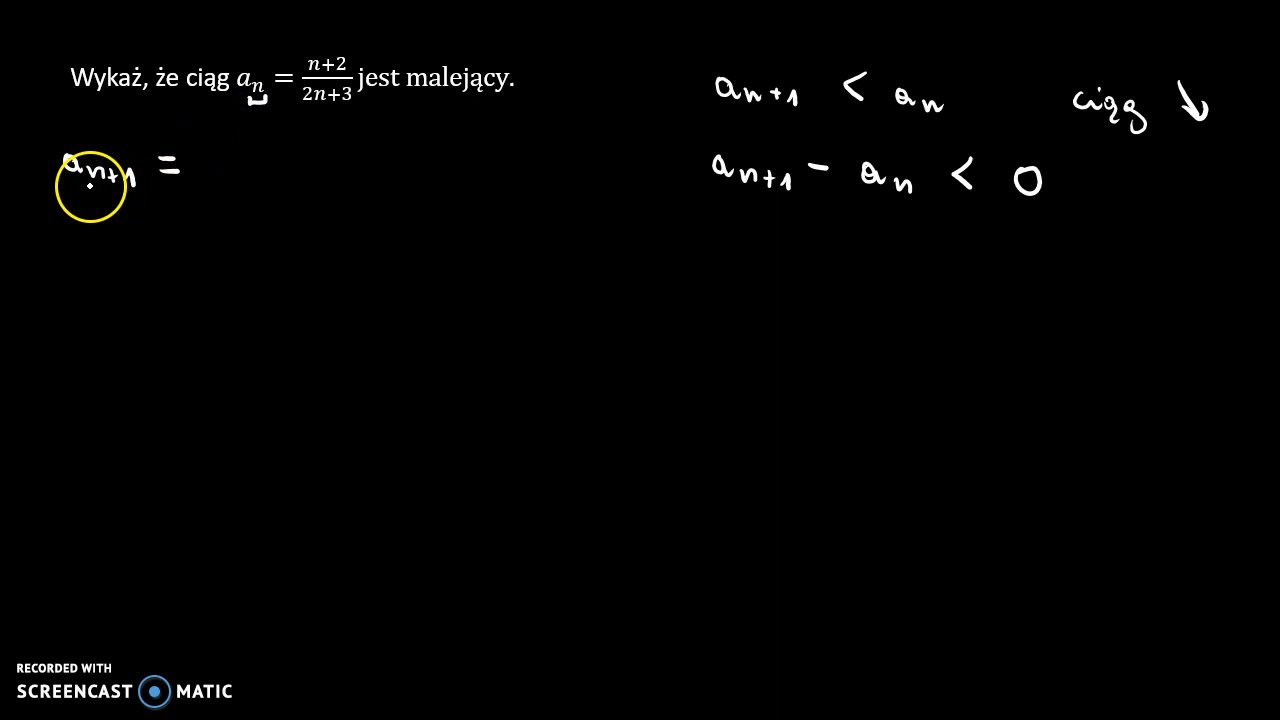 Wykaż, że ciąg aₙ = n+2/2n+3 jest malejący.
aₙ₊₁ < aₙ ciąg ↓
aₙ₊₁ =
aₙ₊₁ - aₙ < 0
RECORDED WITH
SCREENCAST MATIC